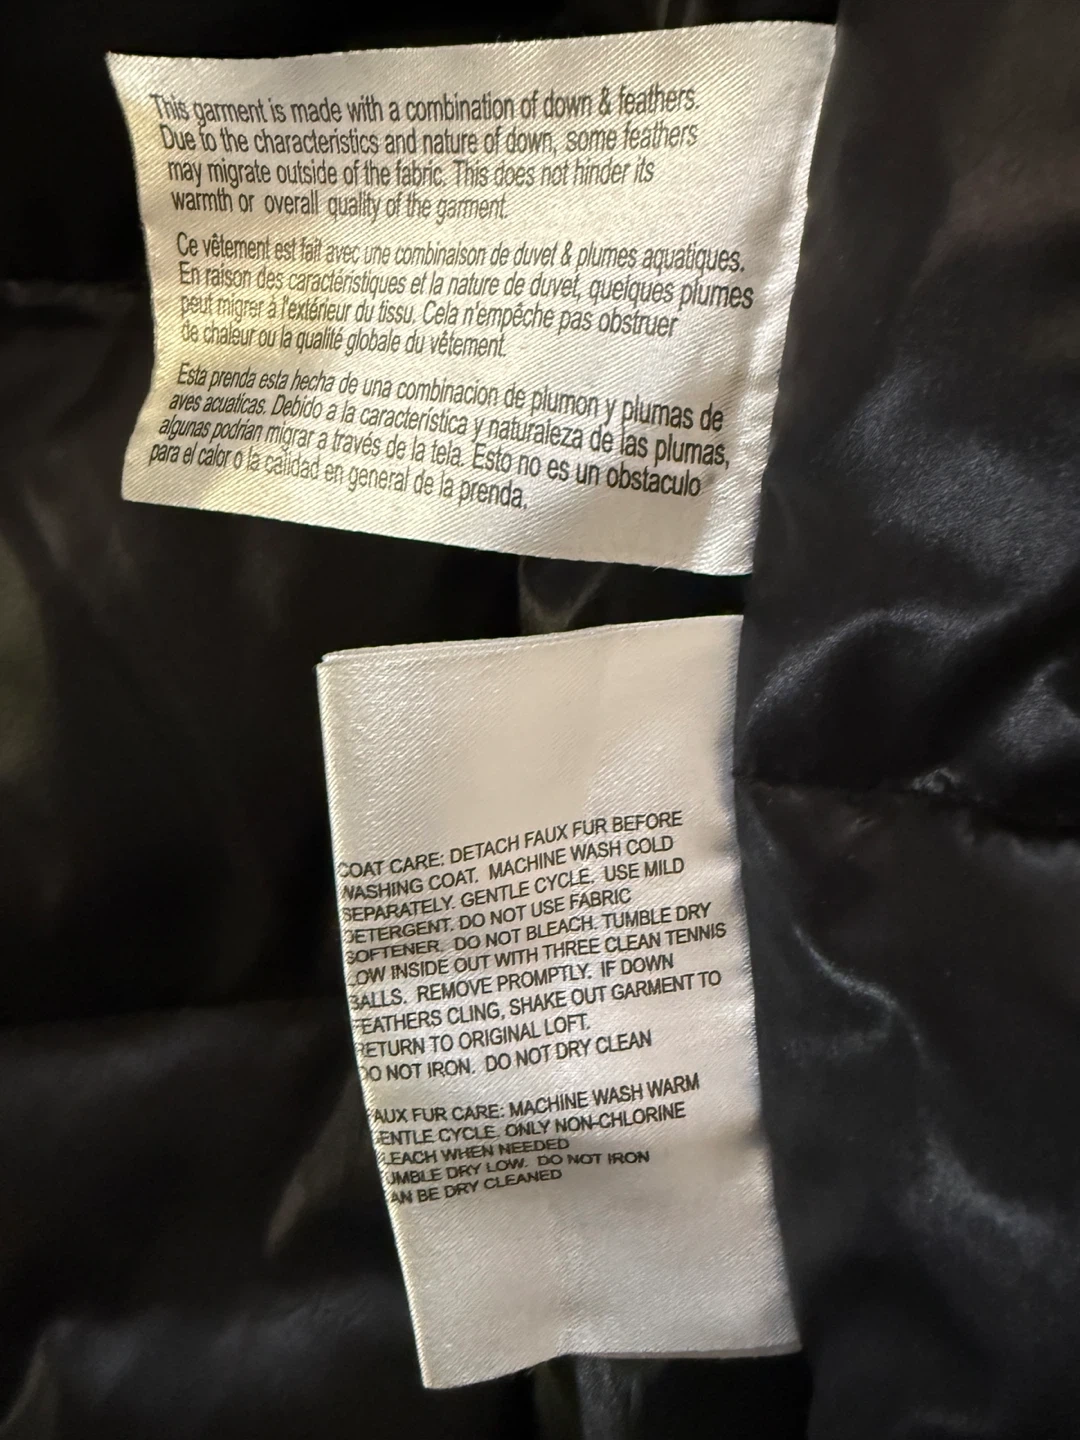 This garment is made with a combination of down & feathers.
Due to the characteristics and nature of down, some feathers
may migrate outside of the fabric. This does not hinder its
warmth or overall quality of the garment.
Ce vêtement est fait avec une combinaison de duvet & plumes aquatiques.
En raison des caractéristiques et la nature de duvet, quelques plumes
peut migrer à l'extérieur du tissu. Cela n'empêche pas obstruer
de chaleur ou la qualité globale du vêtement.
Esta prenda esta hecha de una combinacion de plumon y plumas de
aves acuaticas. Debido a la característica y naturaleza de las plumas,
algunas podrian migrar a través de la tela. Esto no es un obstaculo
para el calor o la calidad en general de la prenda.
COAT CARE: DETACH FAUX FUR BEFORE
WASHING COAT. MACHINE WASH COLD
SEPARATELY. GENTLE CYCLE. USE MILD
DETERGENT. DO NOT USE FABRIC
SOFTENER. DO NOT BLEACH. TUMBLE DRY
LOW INSIDE OUT WITH THREE CLEAN TENNIS
BALLS. REMOVE PROMPTLY. IF DOWN
FEATHERS CLING, SHAKE OUT GARMENT TO
RETURN TO ORIGINAL LOFT.
DO NOT IRON. DO NOT DRY CLEAN
AUX FUR CARE: MACHINE WASH WARM
ENTLE CYCLE. ONLY NON-CHLORINE
LEACH WHEN NEEDED
UMBLE DRY LOW. DO NOT IRON
AN BE DRY CLEANED